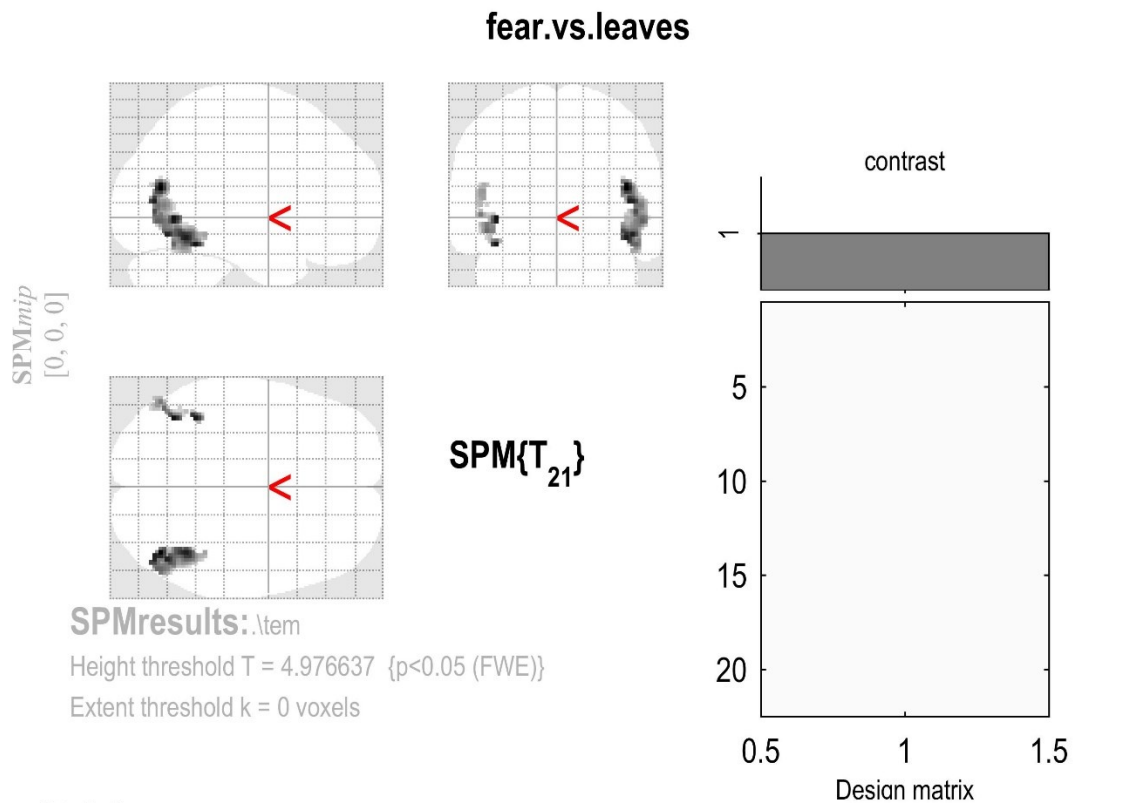 fear.vs.leaves
SPMmip
[0, 0, 0]
<
<
<
SPM{T21}
SPMresults:.\tem
Height threshold T = 4.976637 {p<0.05 (FWE)}
Extent threshold k = 0 voxels
contrast
1
5
10
15
20
0.5 1 1.5
Design matrix